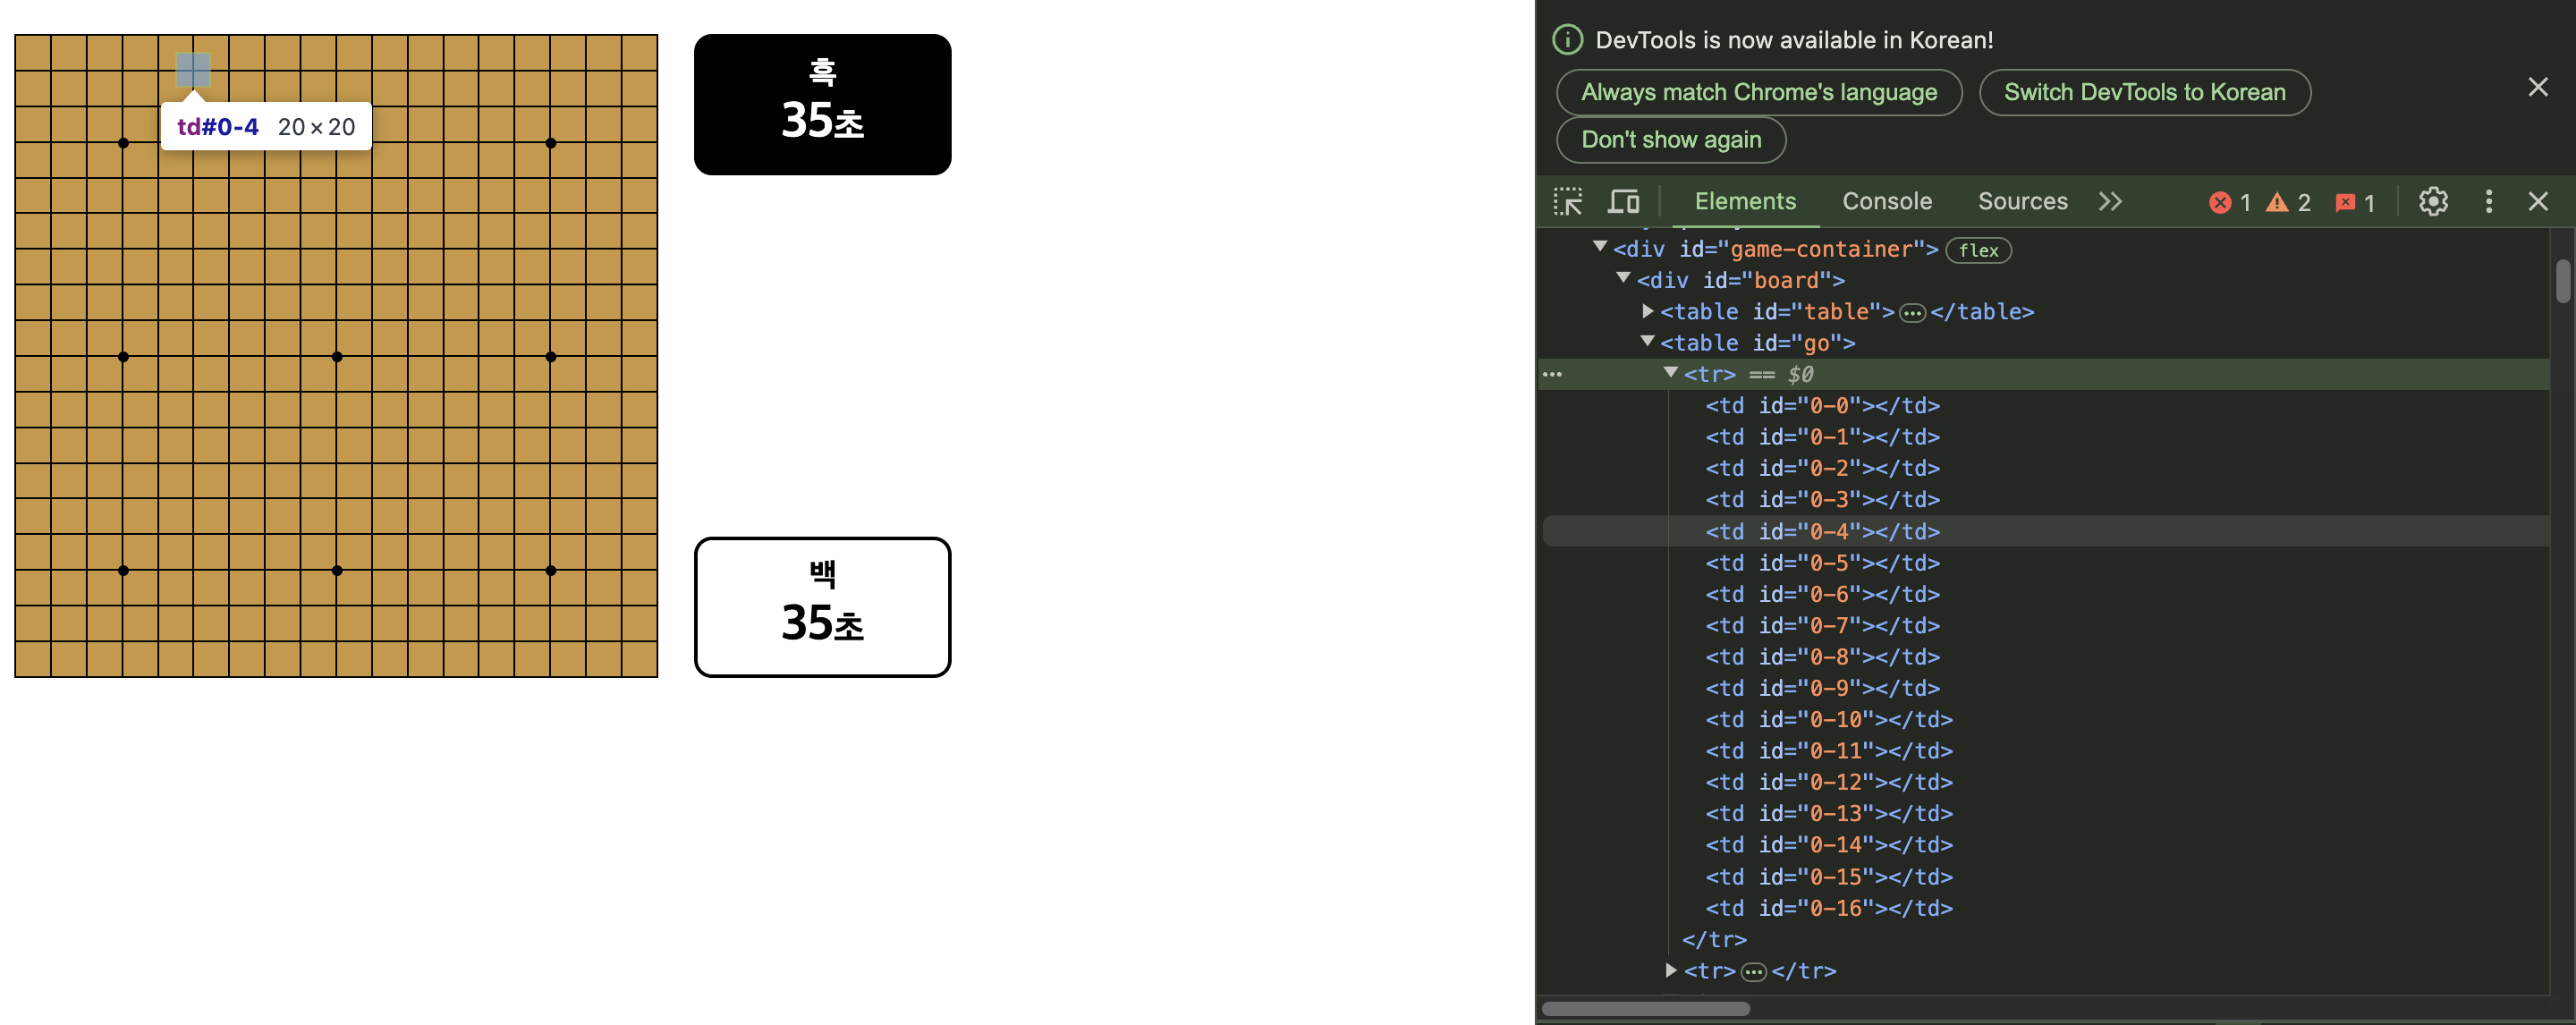 td#0-4 20 × 20
흑
35초
백
35초
DevTools is now available in Korean!
Always match Chrome's language
Switch DevTools to Korean
Don't show again
Elements
Console
Sources
1
2
1
<div id="game-container">
flex
<div id="board">
<table id="table">…</table>
<table id="go">
<tr> == $0
<td id="0-0"></td>
<td id="0-1"></td>
<td id="0-2"></td>
<td id="0-3"></td>
<td id="0-4"></td>
<td id="0-5"></td>
<td id="0-6"></td>
<td id="0-7"></td>
<td id="0-8"></td>
<td id="0-9"></td>
<td id="0-10"></td>
<td id="0-11"></td>
<td id="0-12"></td>
<td id="0-13"></td>
<td id="0-14"></td>
<td id="0-15"></td>
<td id="0-16"></td>
</tr>
<tr>…</tr>